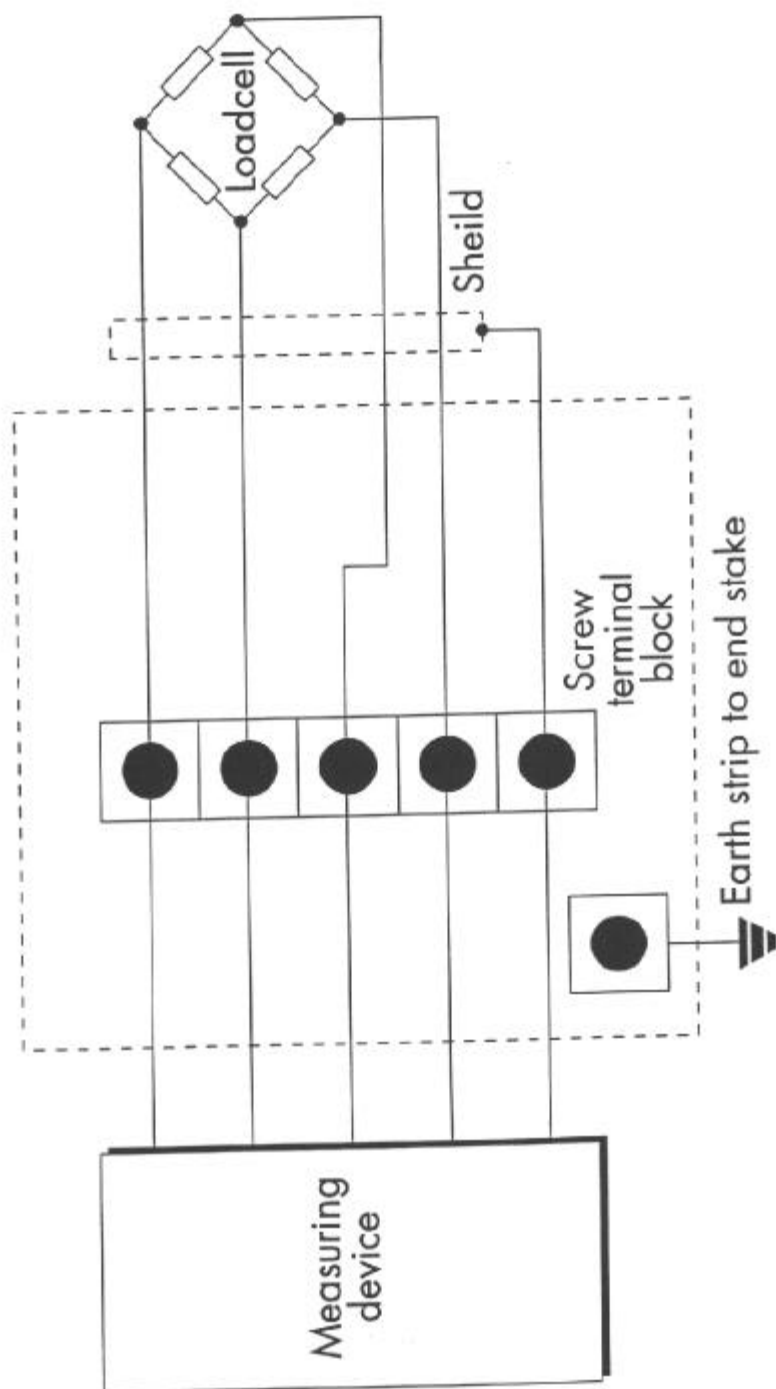 Loadcell
Sheild
Screw
terminal
block
Earth strip to end stake
Measuring
device